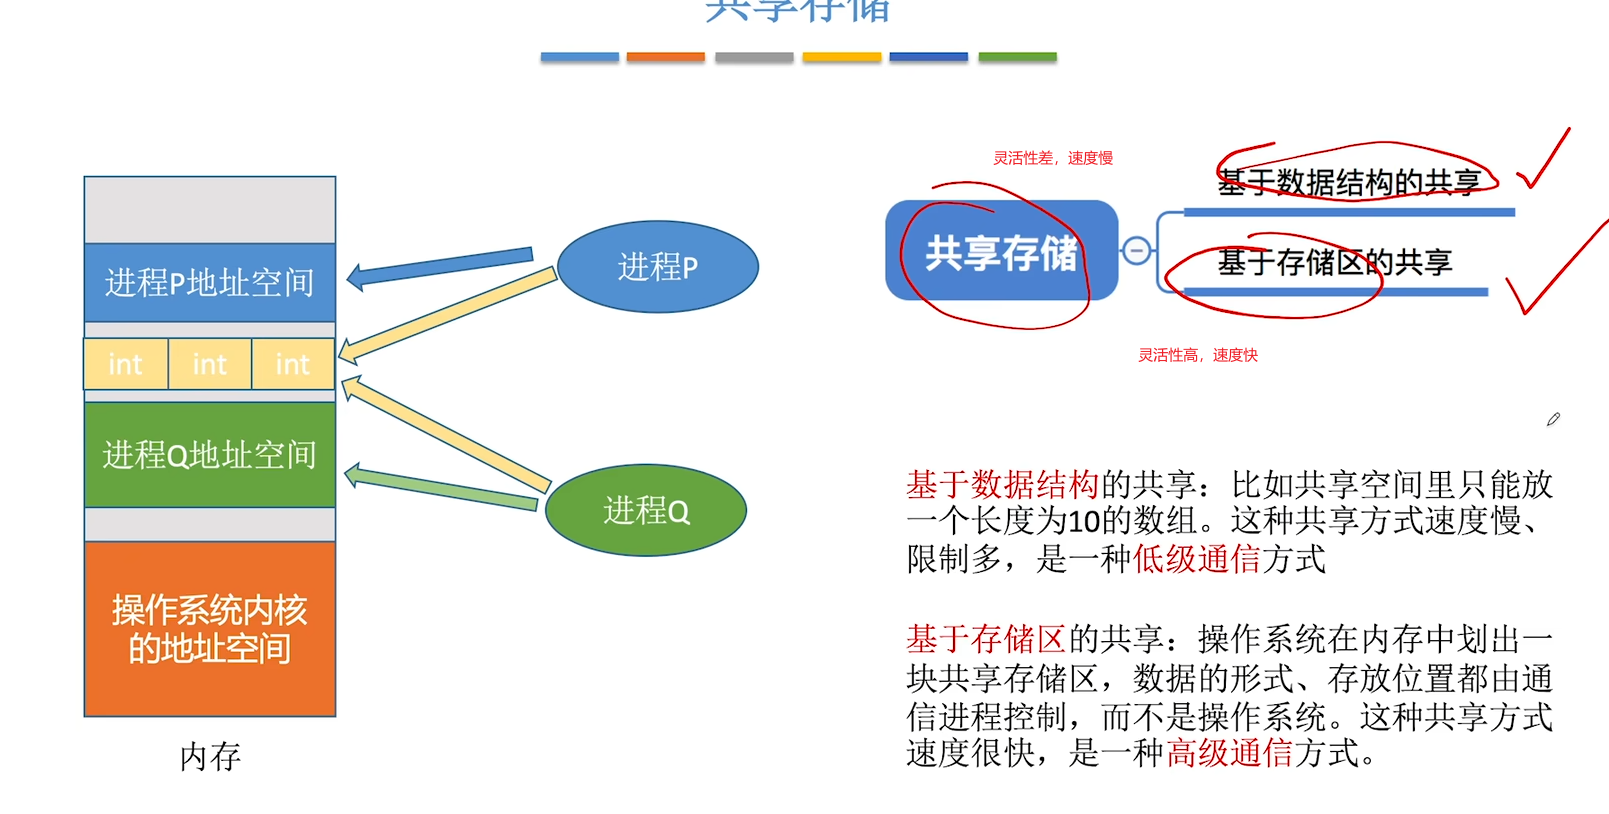 共享存储
进程P地址空间
int int int
进程Q地址空间
操作系统内核
的地址空间
内存
进程P
进程Q
灵活性差，速度慢
共享存储
基于数据结构的共享
基于存储区的共享
灵活性高，速度快
基于数据结构的共享：比如共享空间里只能放
一个长度为10的数组。这种共享方式速度慢、
限制多，是一种低级通信方式
基于存储区的共享：操作系统在内存中划出一
块共享存储区，数据的形式、存放位置都由通
信进程控制，而不是操作系统。这种共享方式
速度很快，是一种高级通信方式。